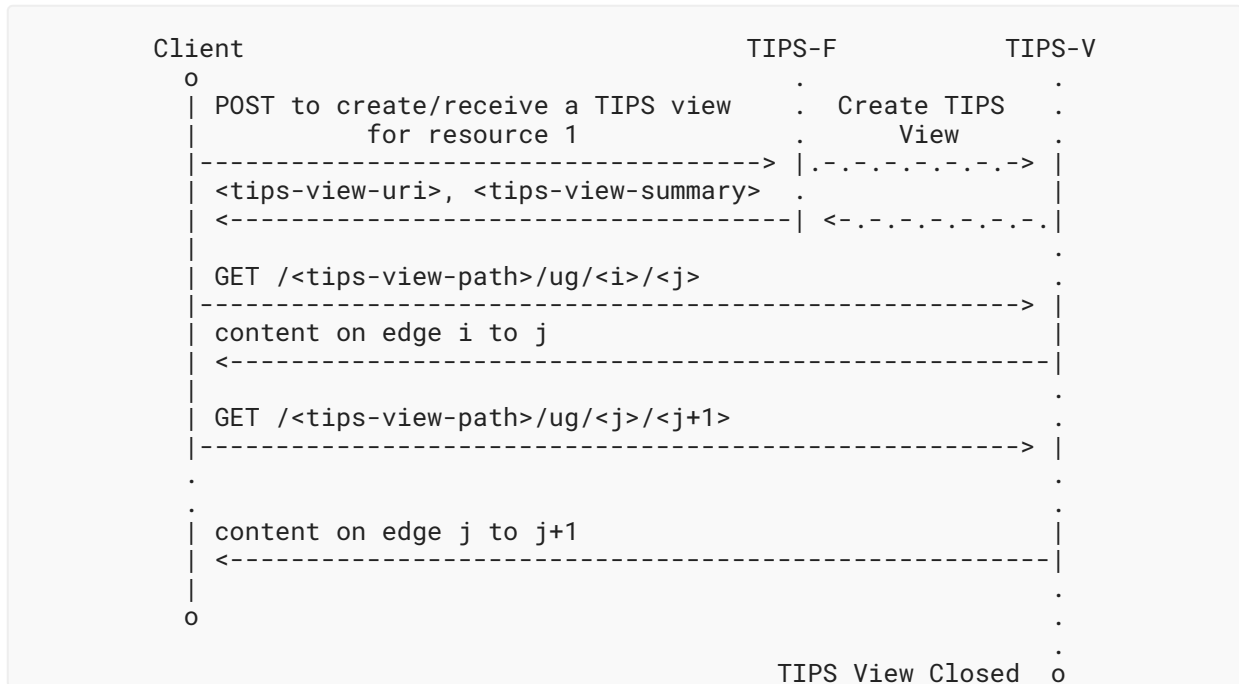 Client                                 TIPS-F           TIPS-V
  o                                       .                .
  | POST to create/receive a TIPS view    .  Create TIPS   .
  |           for resource 1              .      View      .
  |-------------------------------------> |.-.-.-.-.-.-.-> |
  | <tips-view-uri>, <tips-view-summary>  .                |
  | <-------------------------------------| <-.-.-.-.-.-.-.|
  |                                                        .
  | GET /<tips-view-path>/ug/<i>/<j>                       .
  |------------------------------------------------------> |
  | content on edge i to j                                 |
  | <------------------------------------------------------|
  |                                                        .
  | GET /<tips-view-path>/ug/<j>/<j+1>                     .
  |------------------------------------------------------> |
  .                                                        .
  .                                                        .
  | content on edge j to j+1                               |
  | <------------------------------------------------------|
  |                                                        .
  o                                                        .
                                                           .
                                         TIPS View Closed  o